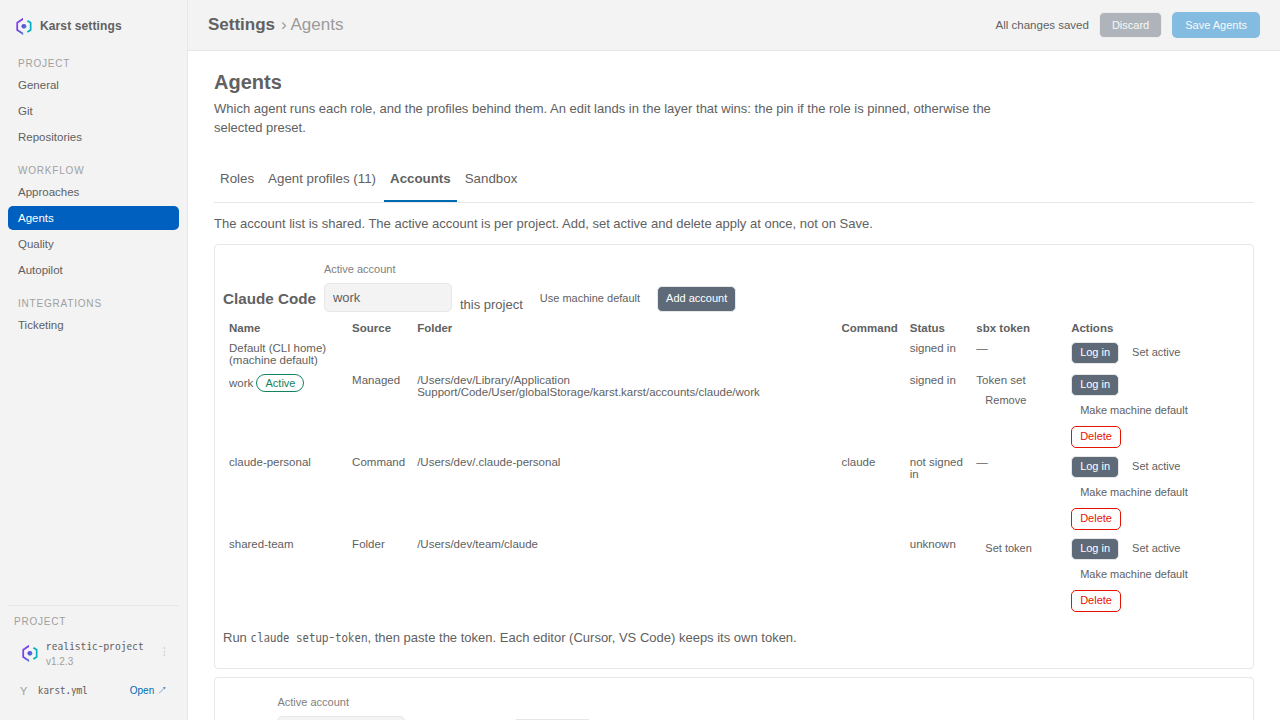 Karst settings
Settings › Agents
All changes saved
Discard
Save Agents
PROJECT
General
Git
Repositories
WORKFLOW
Approaches
Agents
Quality
Autopilot
INTEGRATIONS
Ticketing
PROJECT
realistic-project
v1.2.3
karst.yml
Open ↗
Agents
Which agent runs each role, and the profiles behind them. An edit lands in the layer that wins: the pin if the role is pinned, otherwise the
selected preset.
Roles Agent profiles (11) Accounts Sandbox
The account list is shared. The active account is per project. Add, set active and delete apply at once, not on Save.
Active account
Claude Code work this project Use machine default Add account
Name Source Folder Command Status sbx token Actions
Default (CLI home) signed in — Log in Set active
(machine default)
work Active Managed /Users/dev/Library/Application signed in Token set Log in
Support/Code/User/globalStorage/karst.karst/accounts/claude/work
Remove
Make machine default
Delete
claude-personal Command /Users/dev/.claude-personal claude not signed — Log in Set active
in
Make machine default
Delete
shared-team Folder /Users/dev/team/claude unknown Set token Log in Set active
Make machine default
Delete
Run claude setup-token, then paste the token. Each editor (Cursor, VS Code) keeps its own token.
Active account